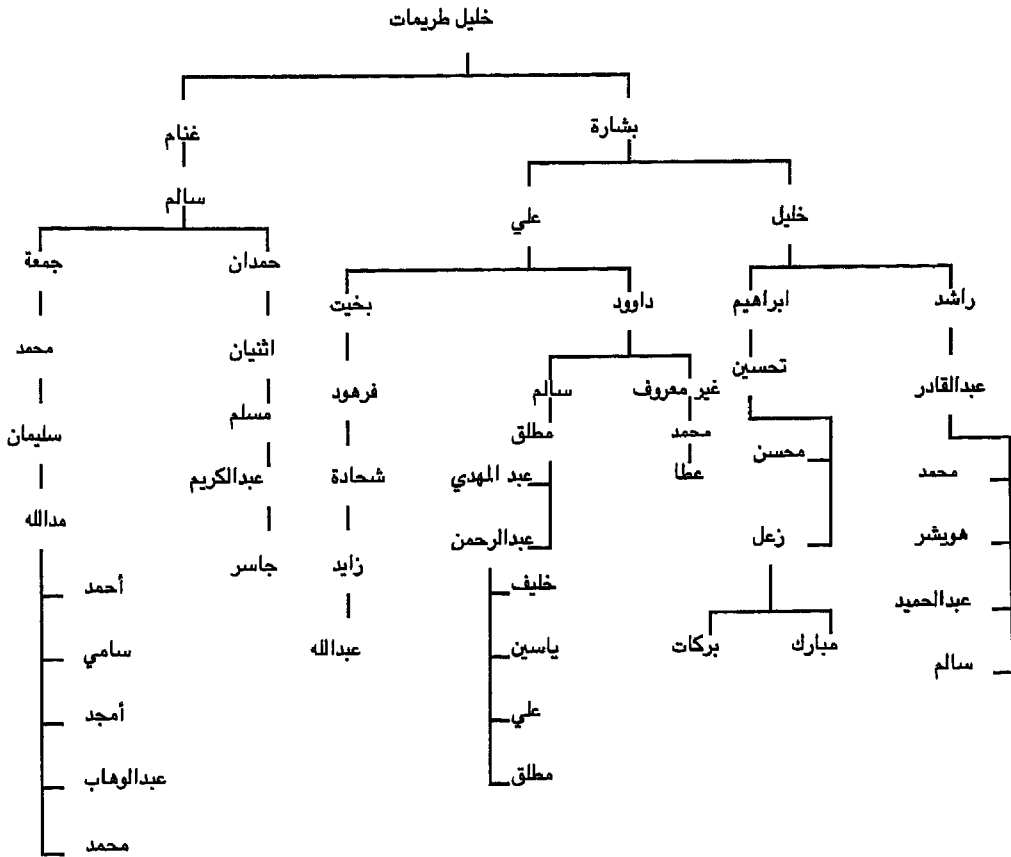 خليل طريمات
بشارة
غنام
سالم
خليل
علي
حمدان
جمعة
راشد
ابراهيم
داوود
بخيت
اثنيان
محمد
تحسين
عبدالقادر
غير معروف
سالم
فرهود
مسلم
سليمان
محمد
مطلق
محسن
محمد
عطا
عبد المهدي
شحادة
عبدالكريم
مدالله
هويشر
زعل
عبدالرحمن
زايد
جاسر
أحمد
خليف
عبدالحميد
مبارك
بركات
ياسين
عبدالله
سامي
سالم
علي
أمجد
مطلق
عبدالوهاب
محمد